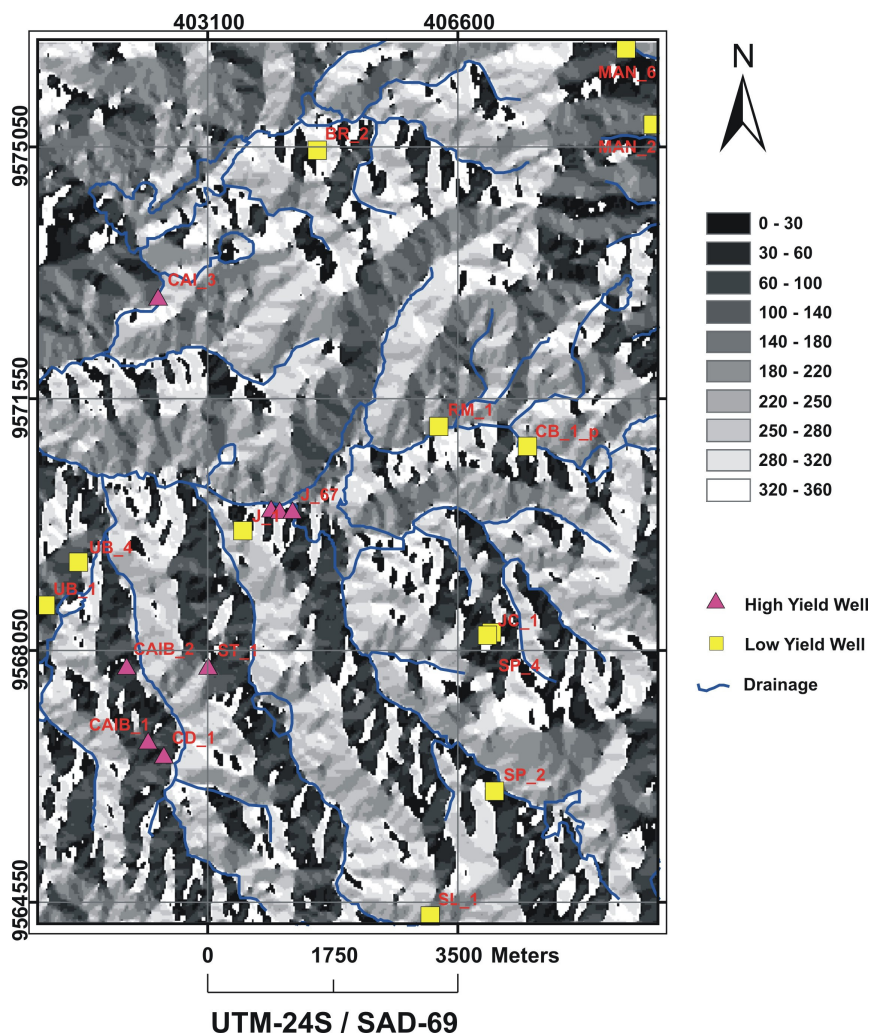 403100 406600
N
MAN_6
9575050
BR_2
MAN_2
0 - 30
30 - 60
60 - 100
100 - 140
140 - 180
180 - 220
220 - 250
250 - 280
280 - 320
320 - 360
CAI_3
9571550
RM_1
CB_1_p
J_67
UB_4
UB_1
High Yield Well
JC_1
Low Yield Well
9568050
CAIB_2 ST_1
SP_4
Drainage
CAIB_1
CD_1
SP_2
9564550
SL_1
0 1750 3500 Meters
UTM-24S / SAD-69